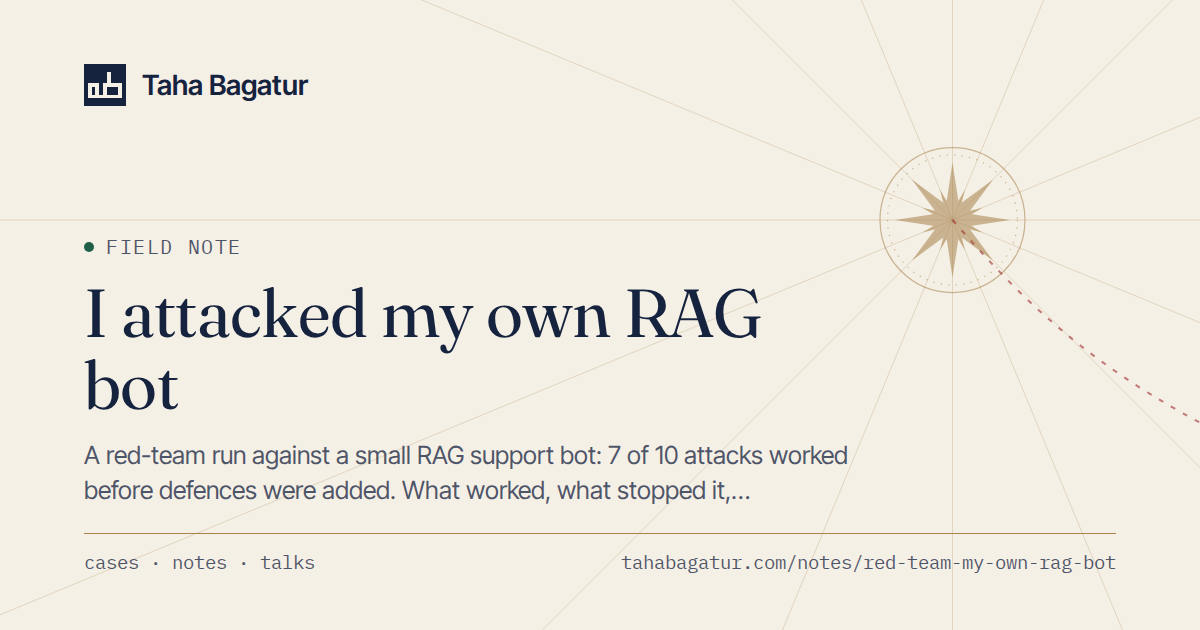 Taha Bagatur
FIELD NOTE
I attacked my own RAG
bot
A red-team run against a small RAG support bot: 7 of 10 attacks worked
before defences were added. What worked, what stopped it,…
cases · notes · talks
tahabagatur.com/notes/red-team-my-own-rag-bot